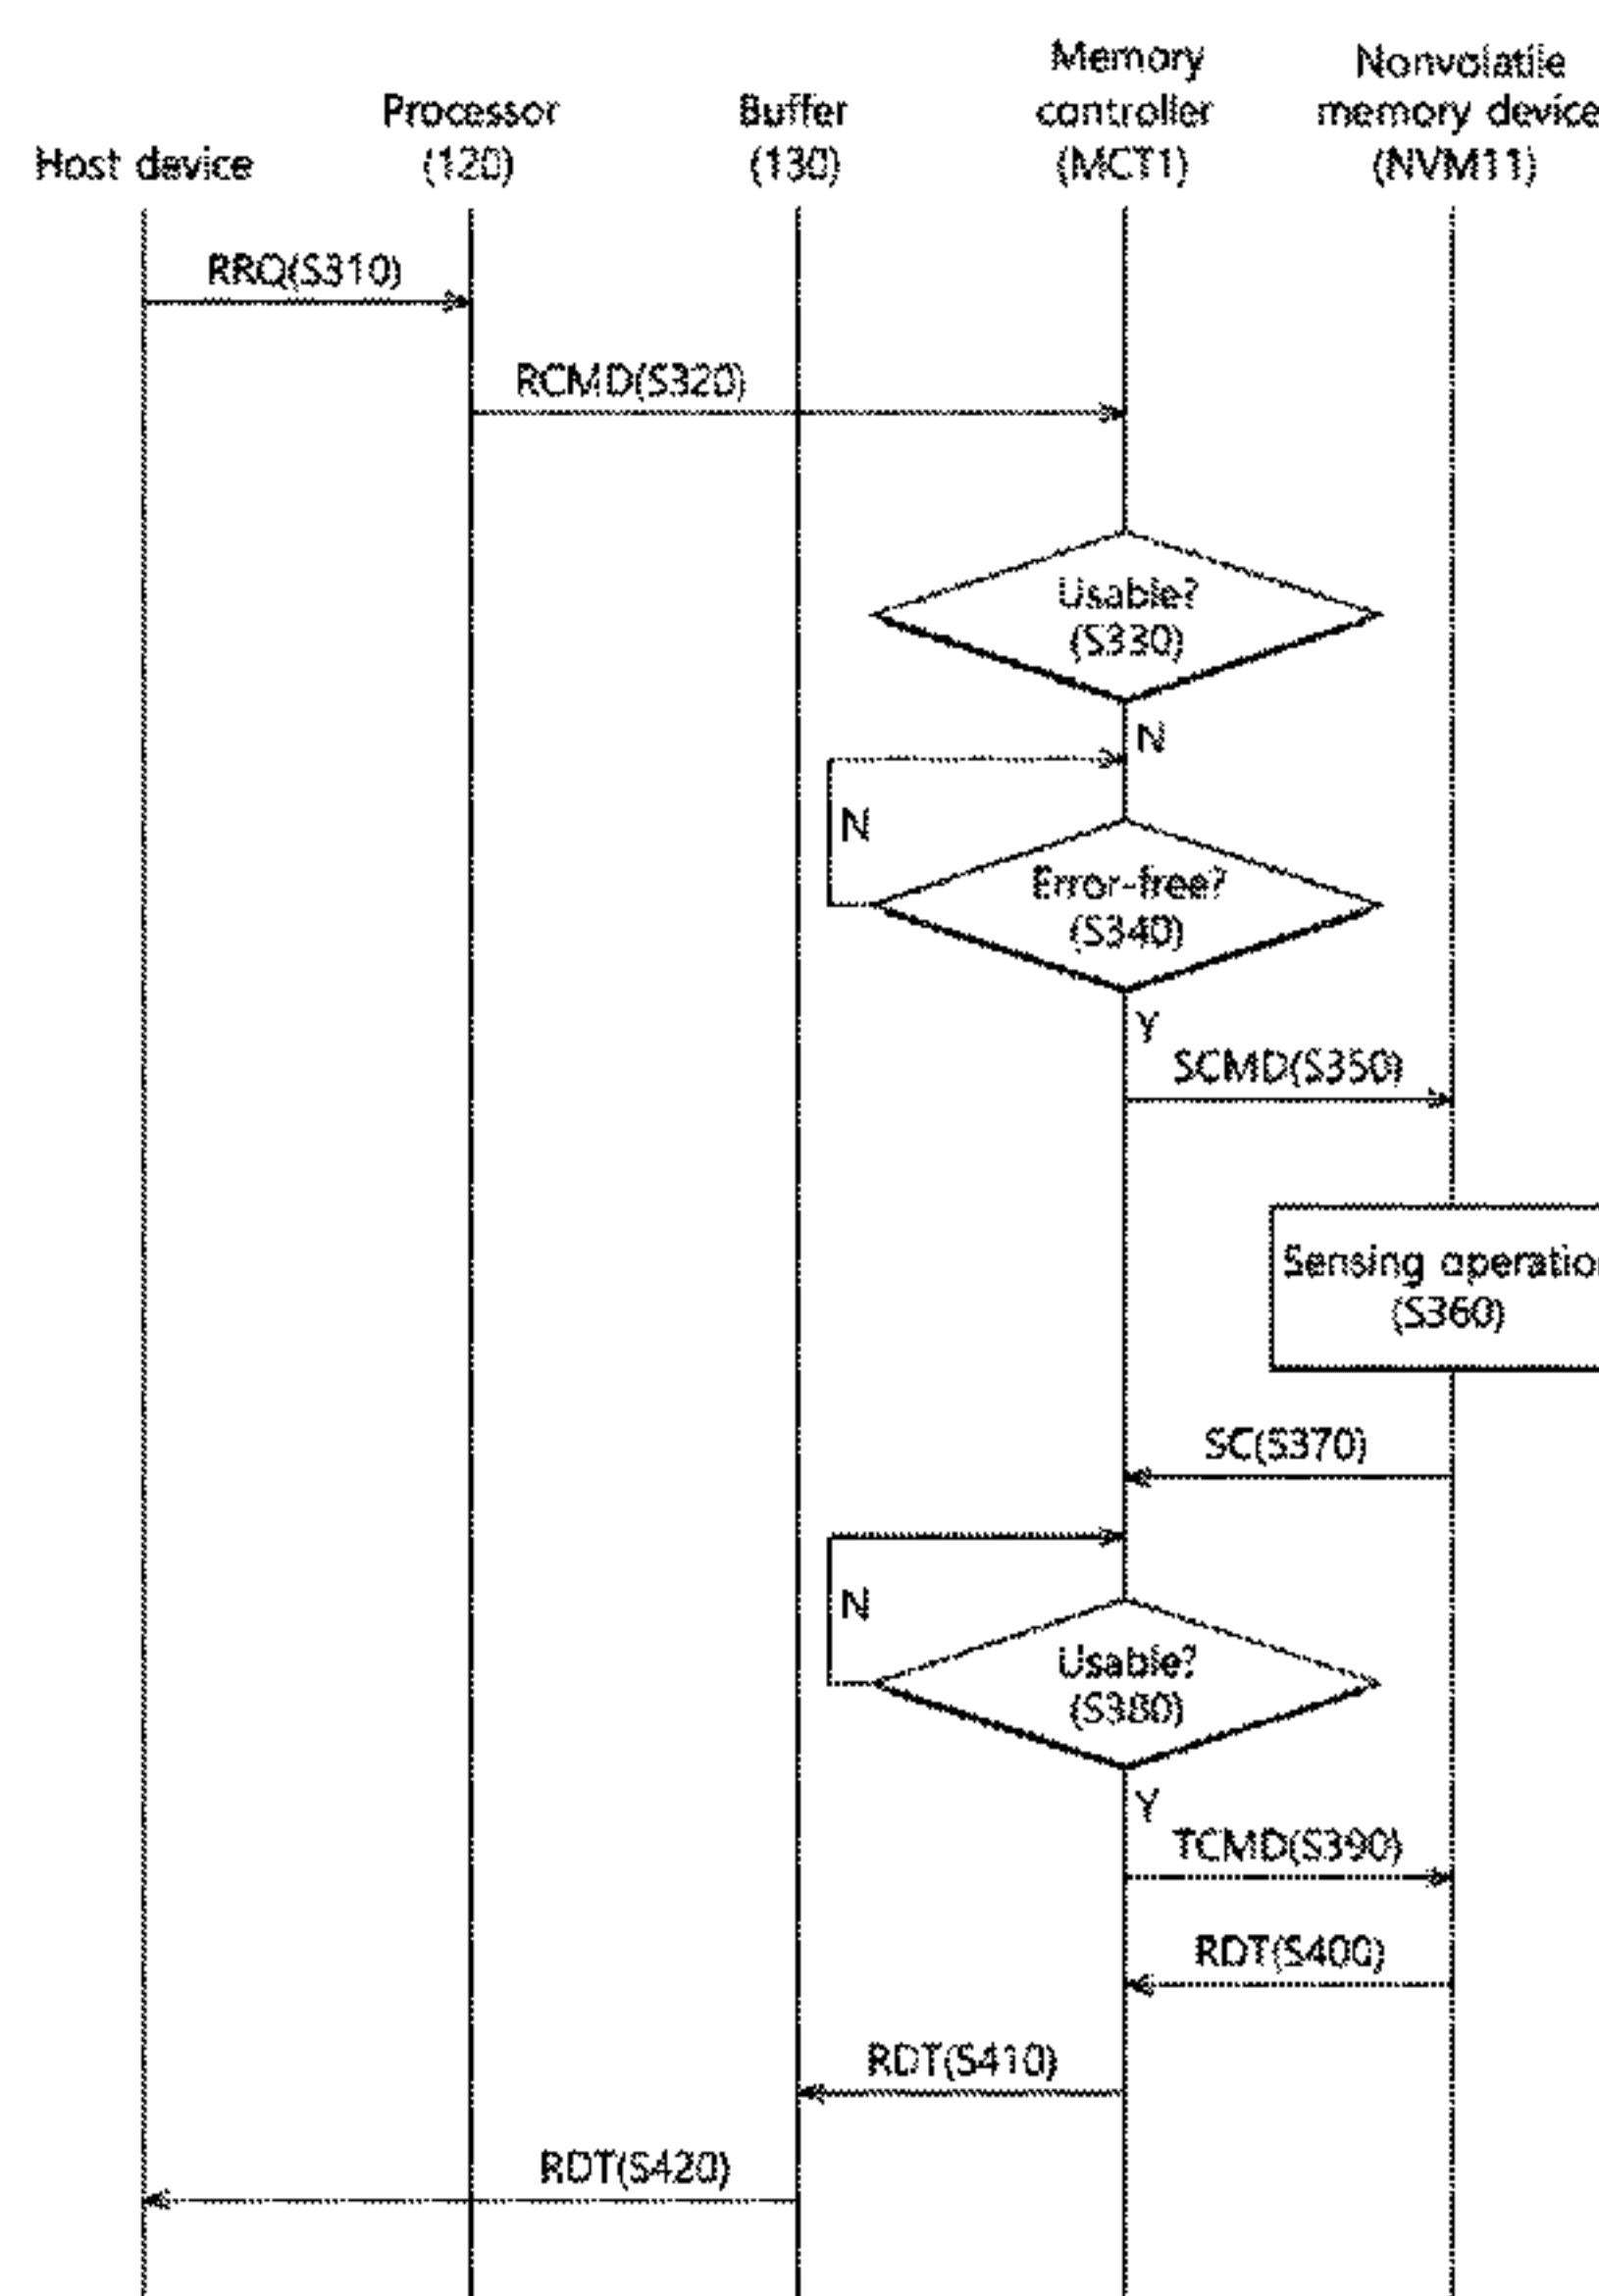 Host device
Processor
(120)
Buffer
(130)
Memory
controller
(MCT1)
Nonvolatile
memory device
(NVM11)
RRQ(S310)
RCMD(S320)
Usable?
(S330)
N
N
Error-free?
(S340)
Y
SCMD(S350)
Sensing operation
(S360)
SC(S370)
N
Usable?
(S380)
Y
TCMD(S390)
RDT(S400)
RDT(S410)
RDT(S420)